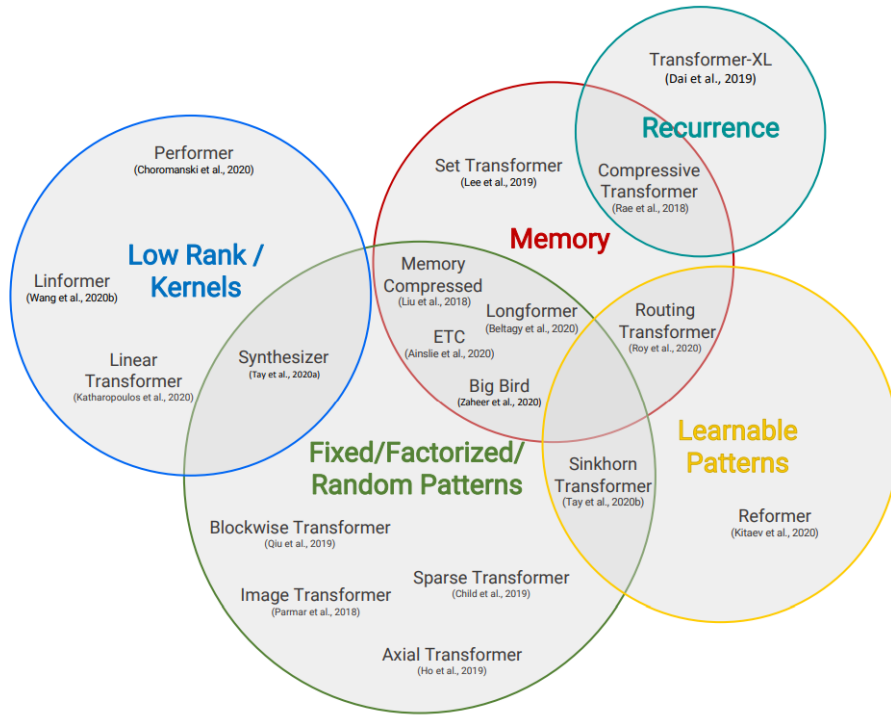 Transformer-XL
(Dai et al., 2019)
Recurrence
Compressive
Transformer
(Rae et al., 2018)
Set Transformer
(Lee et al., 2019)
Memory
Performer
(Choromanski et al., 2020)
Low Rank /
Kernels
Linformer
(Wang et al., 2020b)
Linear
Transformer
(Katharopoulos et al., 2020)
Synthesizer
(Tay et al., 2020a)
Memory
Compressed
(Liu et al., 2018)
Longformer
(Beltagy et al., 2020)
ETC
(Ainslie et al., 2020)
Big Bird
(Zaheer et al., 2020)
Routing
Transformer
(Roy et al., 2020)
Learnable
Patterns
Fixed/Factorized/
Random Patterns
Sinkhorn
Transformer
(Tay et al., 2020b)
Reformer
(Kitaev et al., 2020)
Blockwise Transformer
(Qiu et al., 2019)
Sparse Transformer
(Child et al., 2019)
Image Transformer
(Parmar et al., 2018)
Axial Transformer
(Ho et al., 2019)